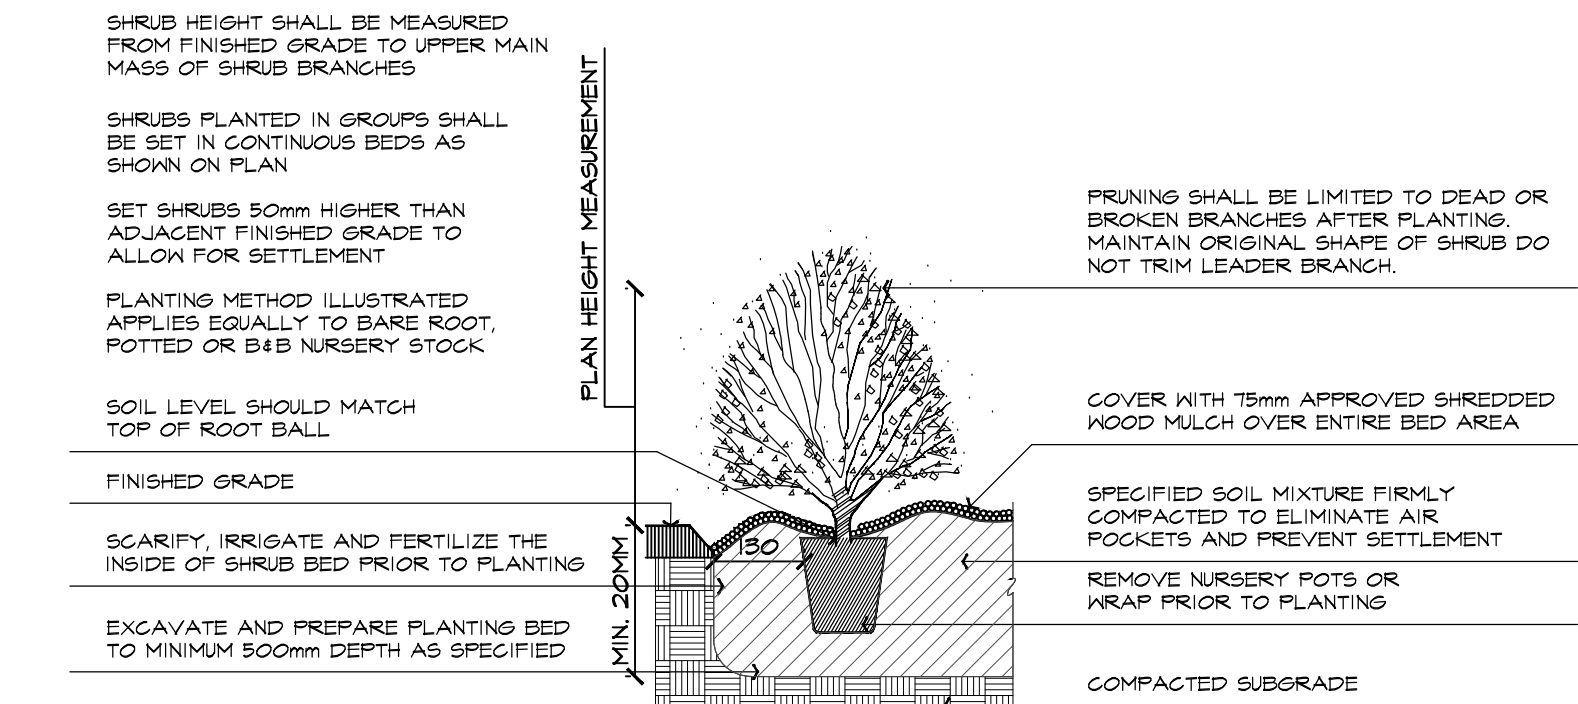 SHRUB HEIGHT SHALL BE MEASURED
FROM FINISHED GRADE TO UPPER MAIN
MASS OF SHRUB BRANCHES
SHRUBS PLANTED IN GROUPS SHALL
BE SET IN CONTINUOUS BEDS AS
SHOWN ON PLAN
SET SHRUBS 50mm HIGHER THAN
ADJACENT FINISHED GRADE TO
ALLOW FOR SETTLEMENT
PLANTING METHOD ILLUSTRATED
APPLIES EQUALLY TO BARE ROOT,
POTTED OR B&B NURSERY STOCK
SOIL LEVEL SHOULD MATCH
TOP OF ROOT BALL
FINISHED GRADE
SCARIFY, IRRIGATE AND FERTILIZE THE
INSIDE OF SHRUB BED PRIOR TO PLANTING
EXCAVATE AND PREPARE PLANTING BED
TO MINIMUM 500mm DEPTH AS SPECIFIED
PLAN HEIGHT MEASUREMENT
MIN. 20MM
130
PRUNING SHALL BE LIMITED TO DEAD OR
BROKEN BRANCHES AFTER PLANTING.
MAINTAIN ORIGINAL SHAPE OF SHRUB DO
NOT TRIM LEADER BRANCH.
COVER WITH 75mm APPROVED SHREDDED
WOOD MULCH OVER ENTIRE BED AREA
SPECIFIED SOIL MIXTURE FIRMLY
COMPACTED TO ELIMINATE AIR
POCKETS AND PREVENT SETTLEMENT
REMOVE NURSERY POTS OR
WRAP PRIOR TO PLANTING
COMPACTED SUBGRADE